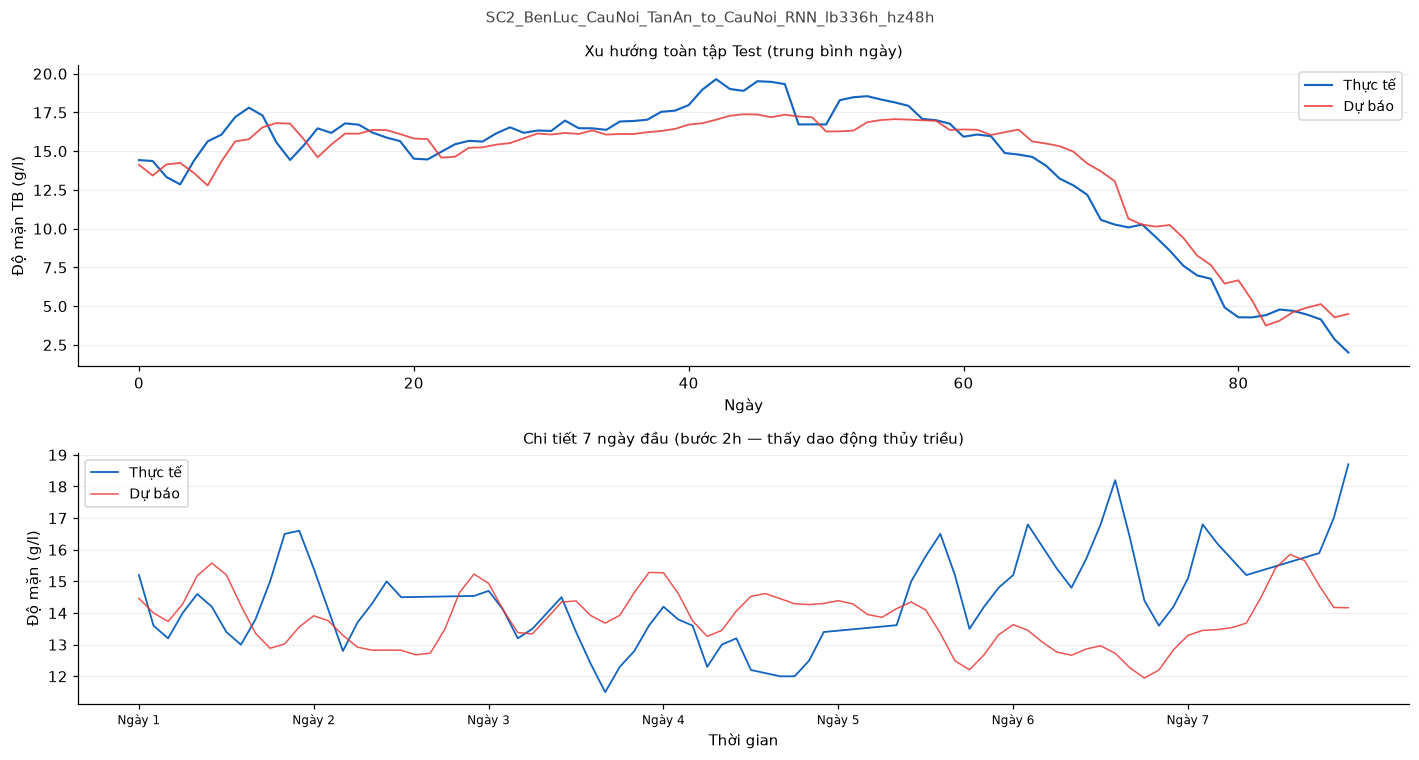 SC2_BenLuc_CauNoi_TanAn_to_CauNoi_RNN_lb336h_hz48h
Xu hướng toàn tập Test (trung bình ngày)
Độ mặn TB (g/l)
20.0
17.5
15.0
12.5
10.0
7.5
5.0
2.5
Thực tế
Dự báo
0 20 40 60 80
Ngày
Chi tiết 7 ngày đầu (bước 2h — thấy dao động thủy triều)
Độ mặn (g/l)
19
18
17
16
15
14
13
12
Thực tế
Dự báo
Ngày 1 Ngày 2 Ngày 3 Ngày 4 Ngày 5 Ngày 6 Ngày 7
Thời gian